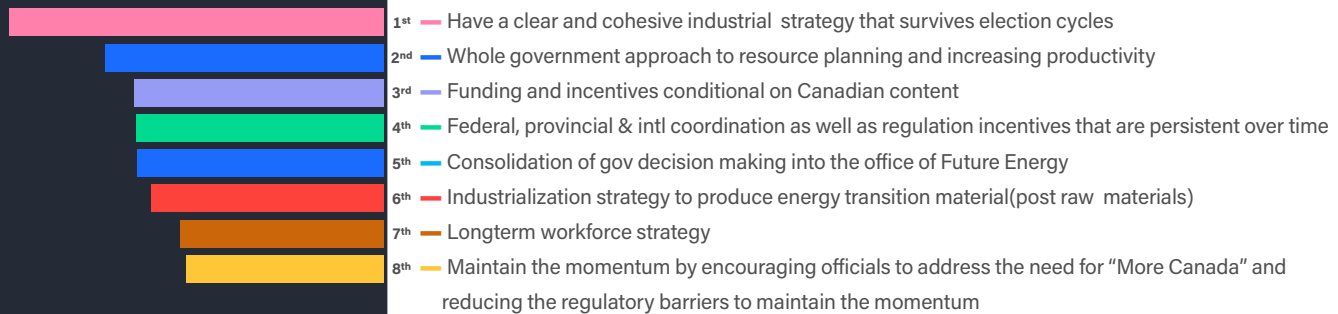 1st Have a clear and cohesive industrial  strategy that survives election cycles
2nd Whole government approach to resource planning and increasing productivity
3rd Funding and incentives conditional on Canadian content
4th Federal, provincial & intl coordination as well as regulation incentives that are persistent over time
5th Consolidation of gov decision making into the office of Future Energy
6th Industrialization strategy to produce energy transition material(post raw  materials)
7th Longterm workforce strategy
8th Maintain the momentum by encouraging officials to address the need for “More Canada” and
reducing the regulatory barriers to maintain the momentum